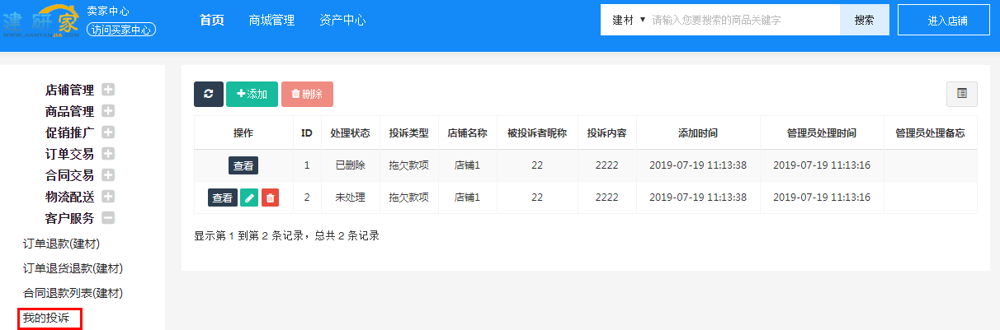 建研家
WWW.JIANYANJIA.COM
卖家中心
访问买家中心
首页 商城管理 资产中心
建材 请输入您要搜索的商品关键字 搜索 进入店铺
店铺管理
商品管理
促销推广
订单交易
合同交易
物流配送
客户服务
订单退款(建材)
订单退货退款(建材)
合同退款列表(建材)
我的投诉
添加 删除
操作 ID 处理状态 投诉类型 店铺名称 被投诉者昵称 投诉内容 添加时间 管理员处理时间 管理员处理备忘
查看 1 已删除 拖欠款项 店铺1 22 2222 2019-07-19 11:13:38 2019-07-19 11:13:16
查看 2 未处理 拖欠款项 店铺1 22 2222 2019-07-19 11:13:38 2019-07-19 11:13:16
显示第 1 到第 2 条记录，总共 2 条记录